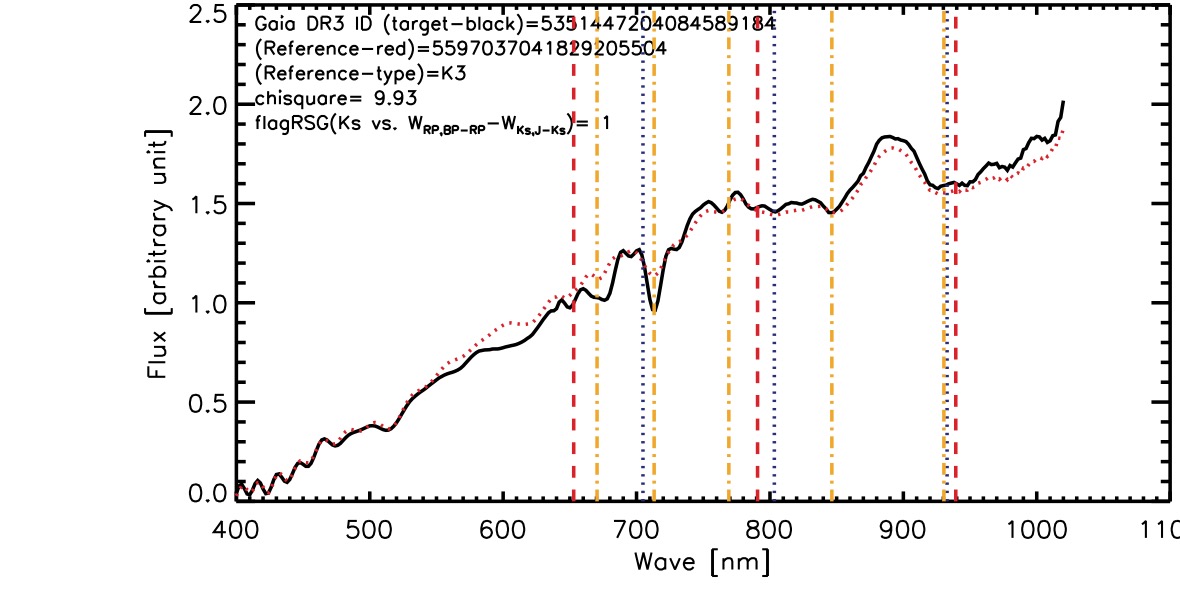 2.5
Gaia DR3 ID (target-black)=5351447204084589184
(Reference-red)=5597037041829205504
(Reference-type)=K3
2.0
chisquare= 9.93
flagRSG(Ks vs. W_RP,BP-RP-W_Ks,J-Ks)= 1
Flux [arbitrary unit]
1.5
1.0
0.5
0.0
400 500 600 700 800 900 1000 110
Wave [nm]